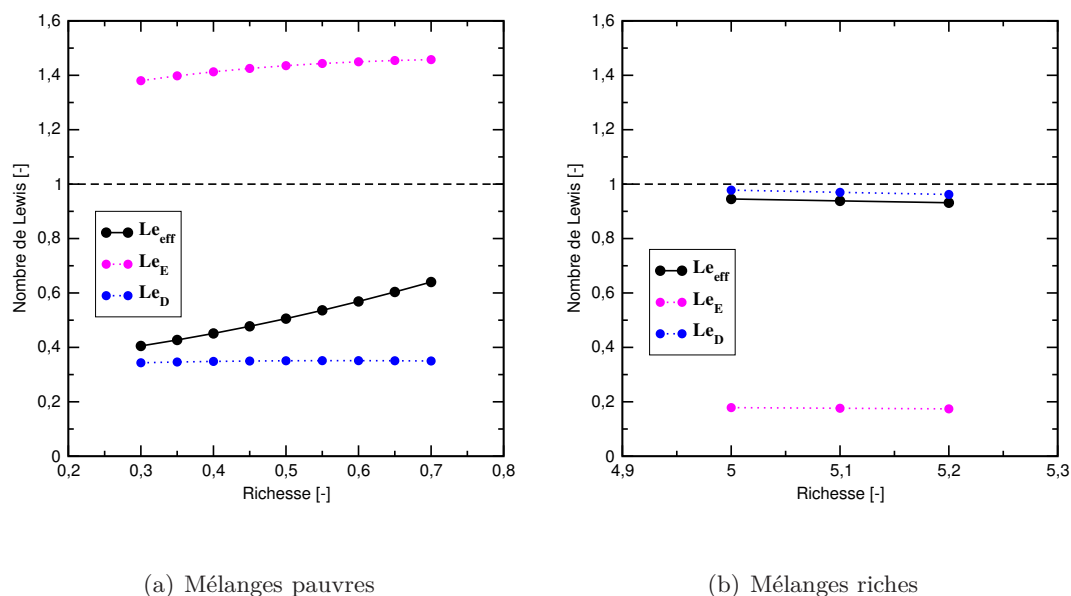 1,6
1,4
1,2
1
0,8
0,6
0,4
0,2
0
Nombre de Lewis [-]
Le_eff
Le_E
Le_D
0,2 0,3 0,4 0,5 0,6 0,7 0,8
Richesse [-]
(a) Mélanges pauvres
1,6
1,4
1,2
1
0,8
0,6
0,4
0,2
0
Nombre de Lewis [-]
Le_eff
Le_E
Le_D
4,9 5 5,1 5,2 5,3
Richesse [-]
(b) Mélanges riches